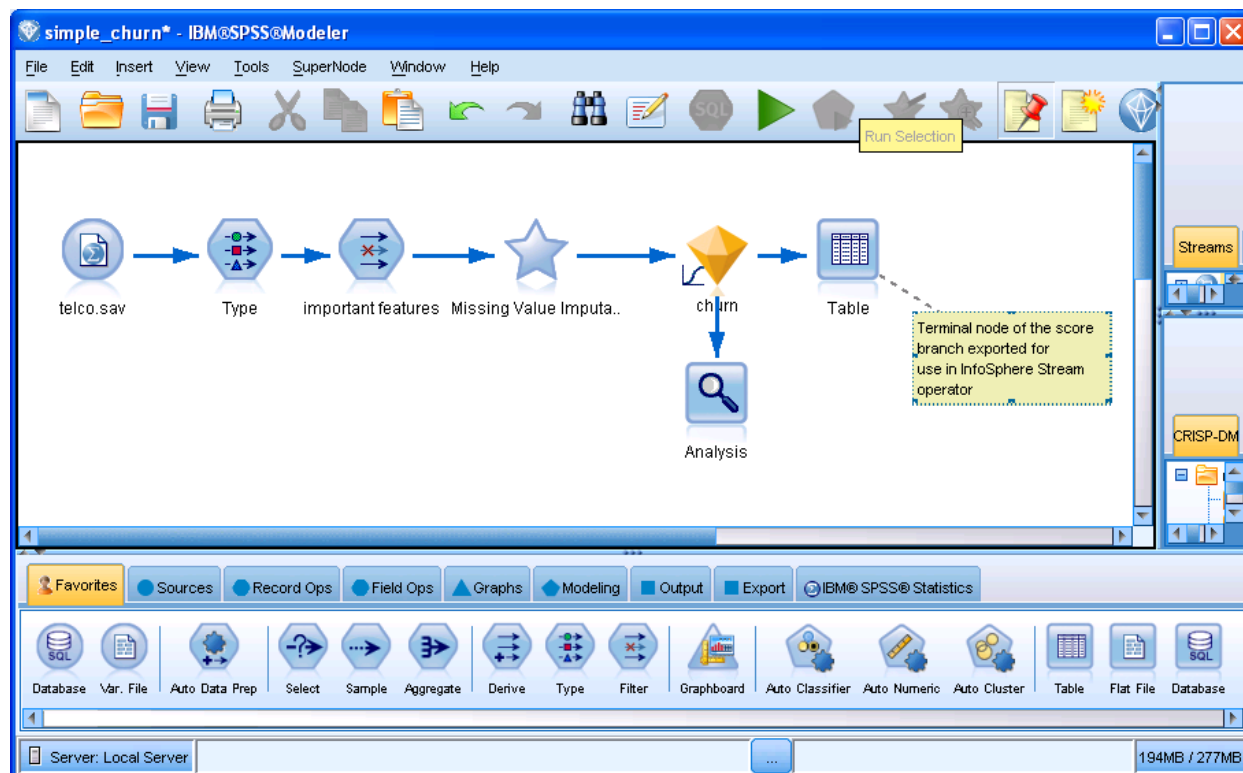 simple_churn* - IBM®SPSS®Modeler
File Edit Insert View Tools SuperNode Window Help
SQL
Run Selection
telco.sav
Type
important features
Missing Value Imputa..
churn
Table
Terminal node of the score
branch exported for
use in InfoSphere Stream
operator
Analysis
Streams
CRISP-DM
Favorites Sources Record Ops Field Ops Graphs Modeling Output Export IBM® SPSS® Statistics
SQL
SQL
Database Var. File Auto Data Prep Select Sample Aggregate Derive Type Filter Graphboard Auto Classifier Auto Numeric Auto Cluster Table Flat File Database
Server: Local Server
...
194MB / 277MB